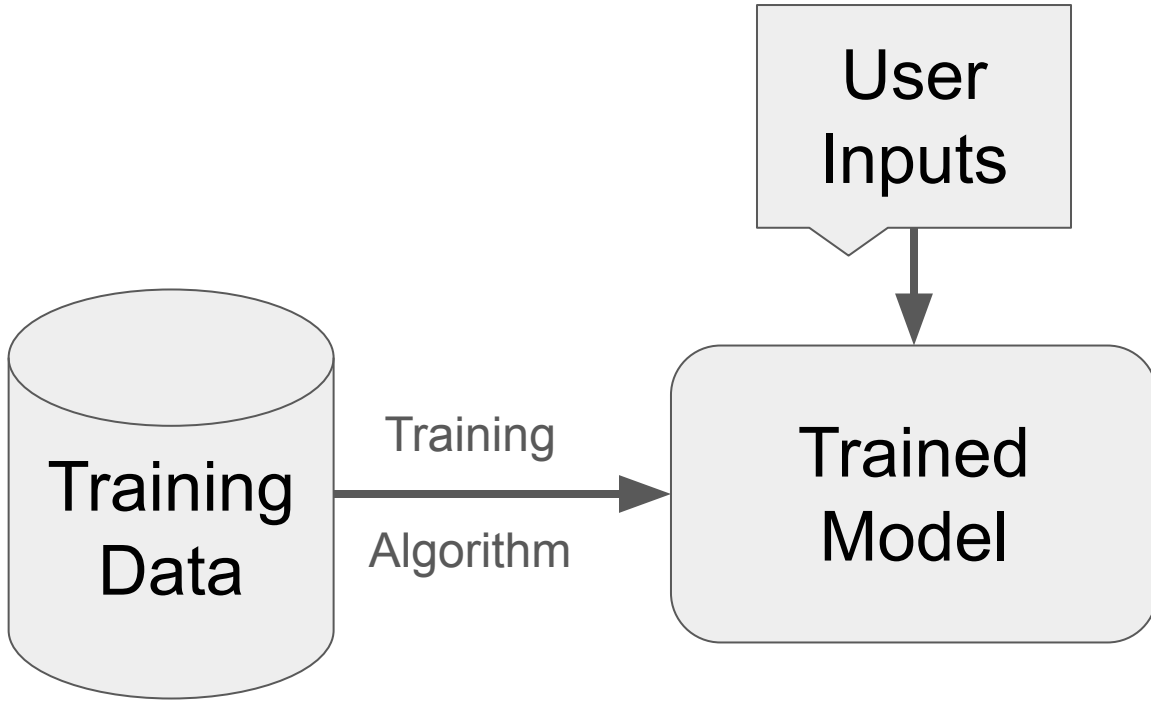 User
Inputs
Training
Data
Training
Algorithm
Trained
Model